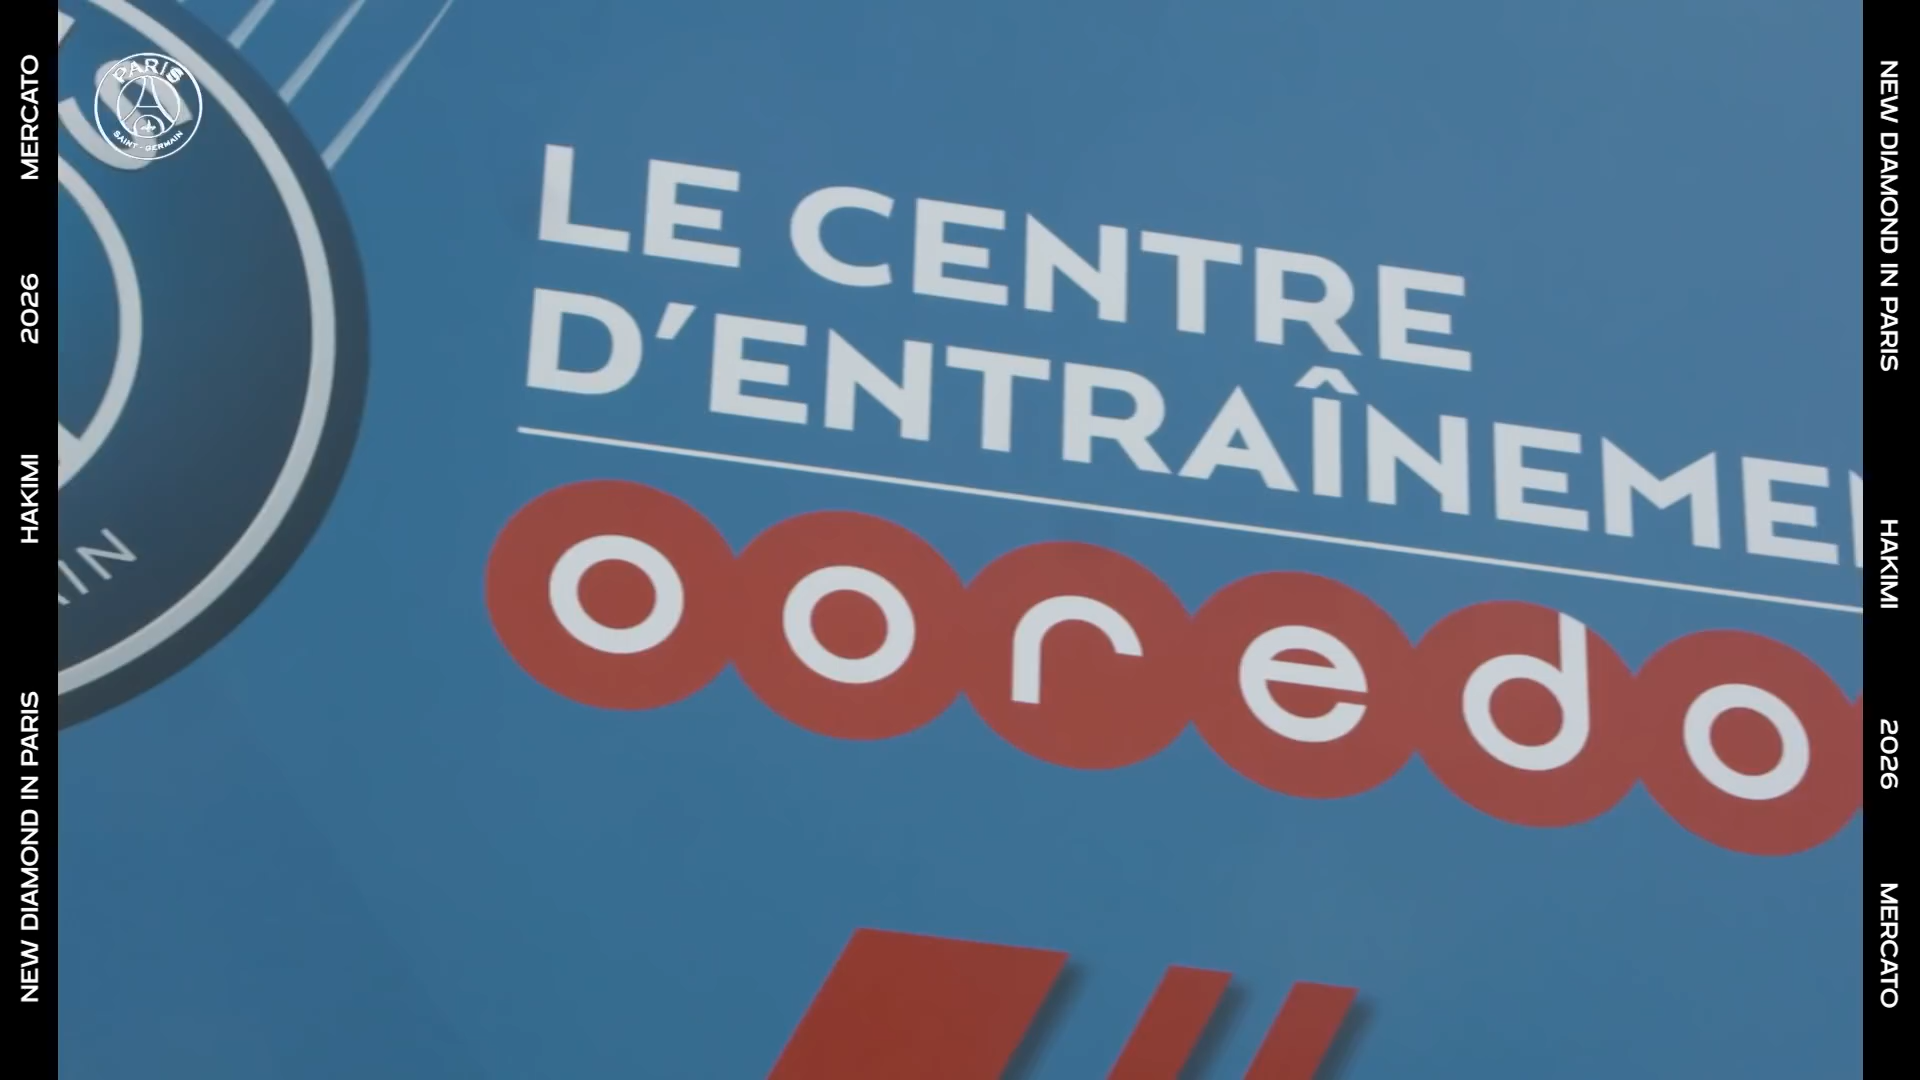 MERCATO
2026
HAKIMI
NEW DIAMOND IN PARIS
PARIS
SAINT-GERMAIN
LE CENTRE
D'ENTRAÎNEMEN
ooredo
NEW DIAMOND IN PARIS
HAKIMI
2026
MERCATO